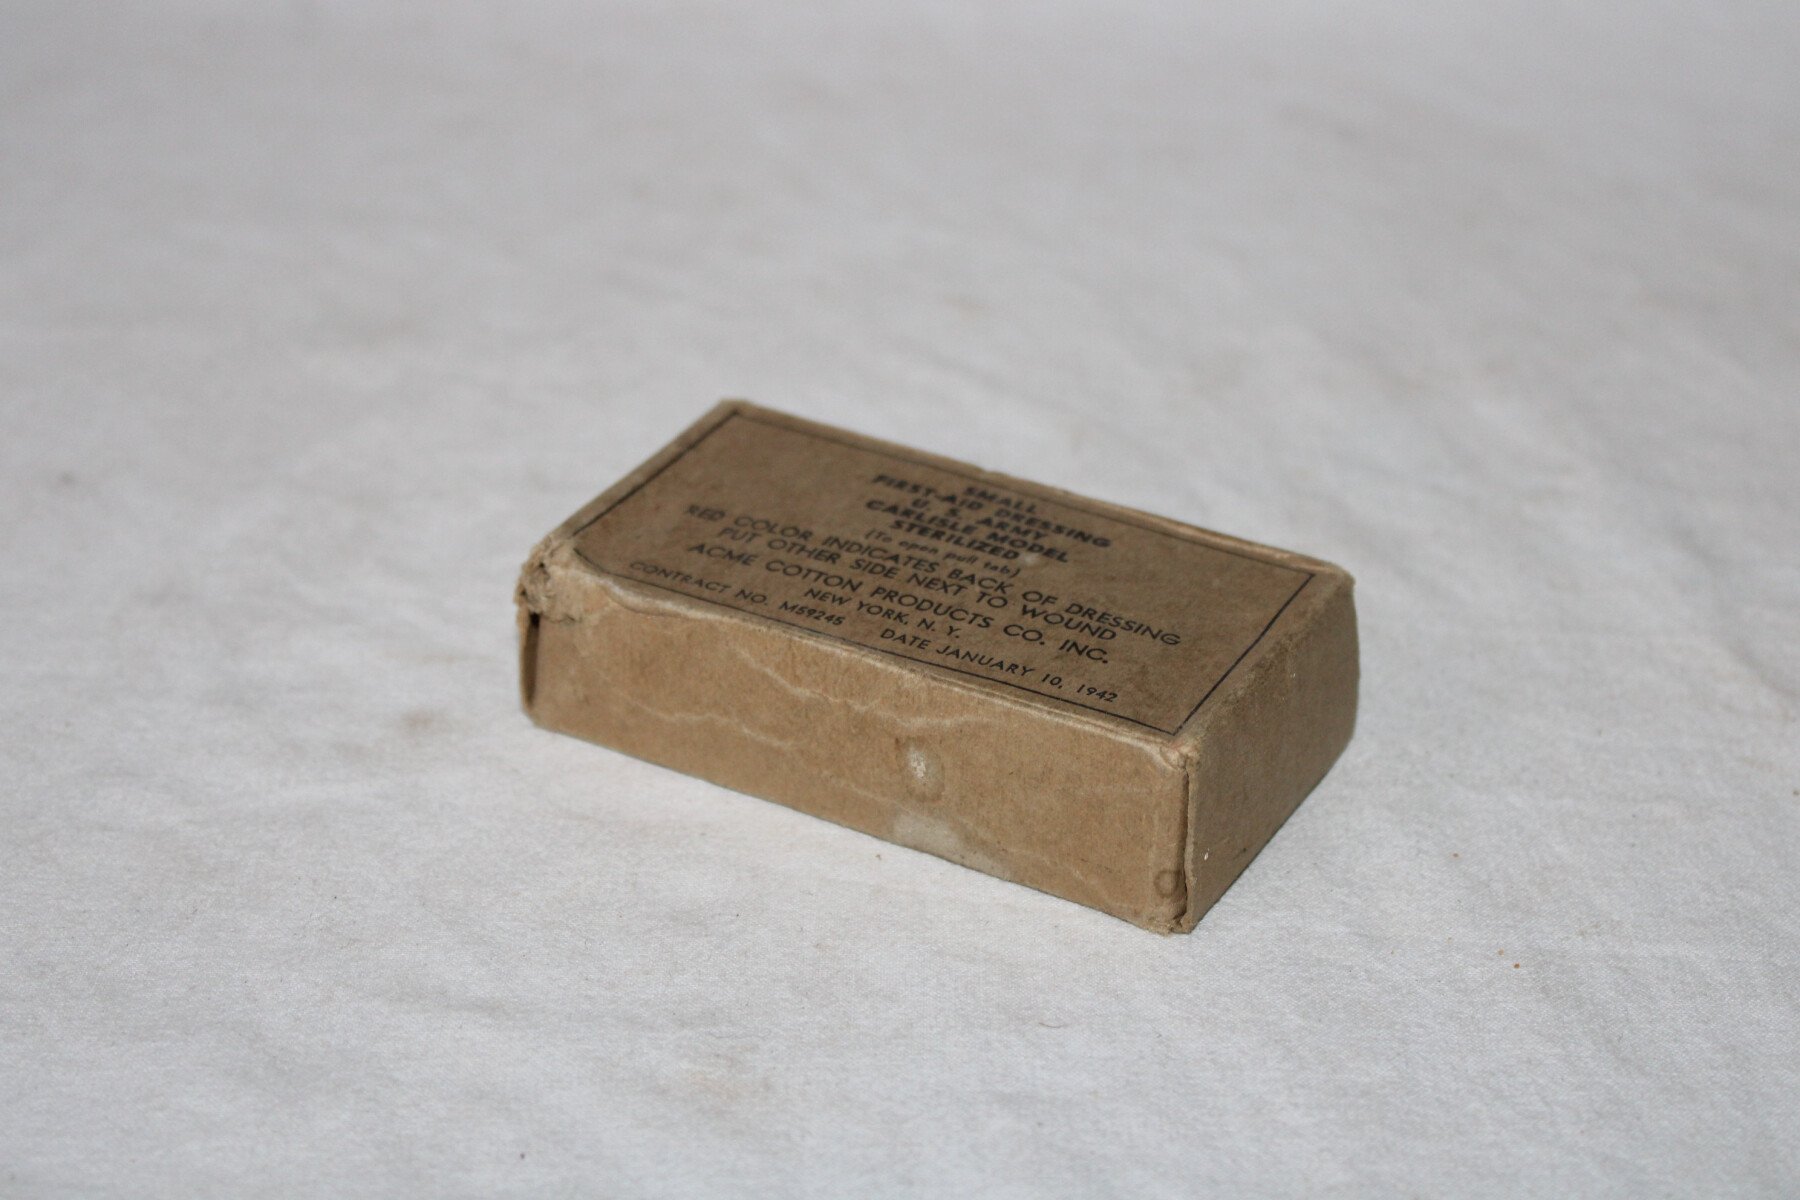 SMALL
FIRST-AID DRESSING
U. S. ARMY
CARLISLE MODEL
STERILIZED
(To open pull tab)
RED COLOR INDICATES BACK OF DRESSING
PUT OTHER SIDE NEXT TO WOUND
ACME COTTON PRODUCTS CO. INC.
NEW YORK, N. Y.
CONTRACT NO. M59245 DATE JANUARY 10, 1942